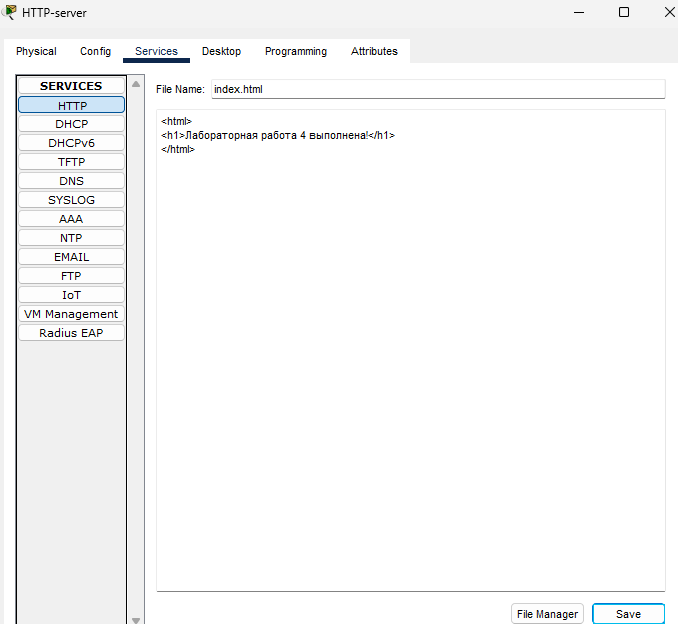 HTTP-server
Physical Config Services Desktop Programming Attributes
SERVICES
HTTP
DHCP
DHCPv6
TFTP
DNS
SYSLOG
AAA
NTP
EMAIL
FTP
IoT
VM Management
Radius EAP
File Name: index.html
<html>
<h1>Лабораторная работа 4 выполнена!</h1>
</html>
File Manager Save